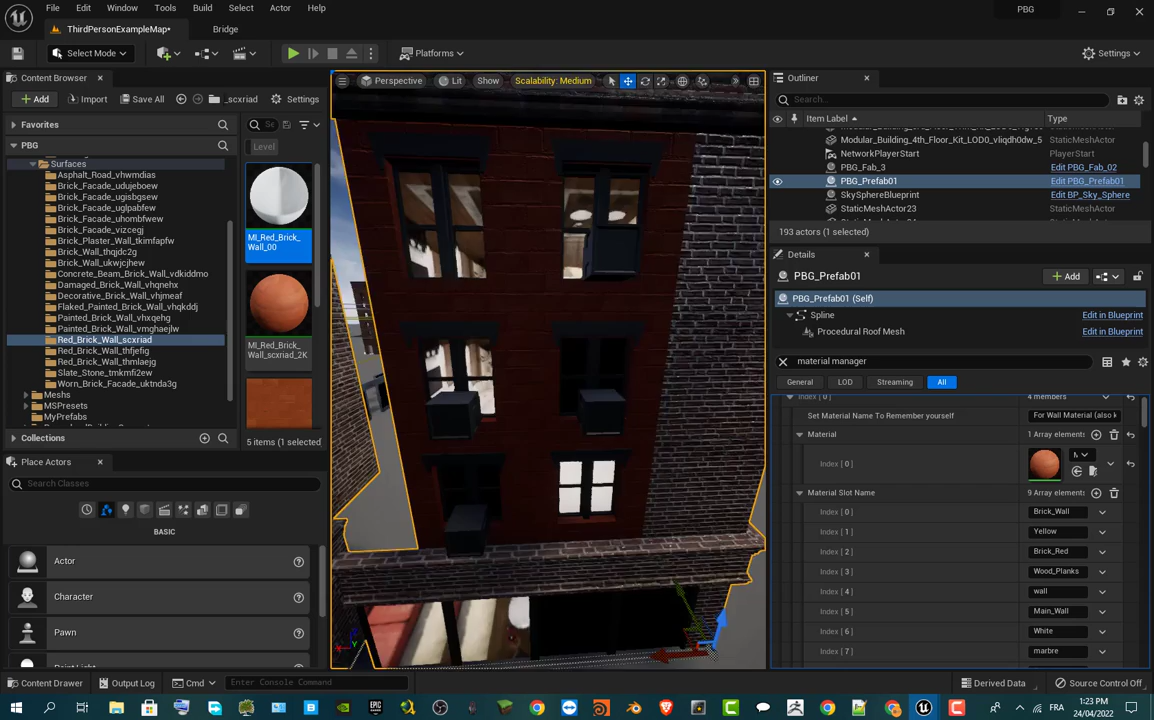 File Edit Window Tools Build Select Actor Help
PBG
ThirdPersonExampleMap*
Bridge
Select Mode
Platforms
Settings
Content Browser
Add Import Save All _scxriad Settings
Favorites
PBG
Surfaces
Asphalt_Road_vhwmdias
Brick_Facade_udujeboew
Brick_Facade_ugisbgsew
Brick_Facade_uglpabfew
Brick_Facade_uhombfwew
Brick_Facade_vizcegj
Brick_Plaster_Wall_tkimfapfw
Brick_Wall_thqjdc2g
Brick_Wall_ukwjcjhew
Concrete_Beam_Brick_Wall_vdkiddmo
Damaged_Brick_Wall_vhqnehx
Decorative_Brick_Wall_vhjmeaf
Flaked_Painted_Brick_Wall_vhqkddj
Painted_Brick_Wall_vhxqehg
Painted_Brick_Wall_vmghaejlw
Red_Brick_Wall_scxriad
Red_Brick_Wall_thfjefig
Red_Brick_Wall_thmlaejg
Slate_Stone_tmkmfi2ew
Worn_Brick_Facade_uktnda3g
Meshs
MSPresets
MyPrefabs
Collections
Level
MI_Red_Brick_
Wall_00
MI_Red_Brick_
Wall_scxriad_2K
5 items (1 selected)
Place Actors
Search Classes
BASIC
Actor
Character
Pawn
Perspective Lit Show Scalability: Medium
Outliner
Search...
Item Label Type
Modular_Building_4th_Floor_Kit_LOD0_vliqdh0dw_5 StaticMeshActor
NetworkPlayerStart PlayerStart
PBG_Fab_3 Edit PBG_Fab_02
PBG_Prefab01 Edit PBG_Prefab01
SkySphereBlueprint Edit BP_Sky_Sphere
StaticMeshActor23 StaticMeshActor
193 actors (1 selected)
Details
PBG_Prefab01 Add
PBG_Prefab01 (Self)
Spline Edit in Blueprint
Procedural Roof Mesh Edit in Blueprint
material manager
General LOD Streaming All
Index [ 0 ] 4 members
Set Material Name To Remember yourself For Wall Material (also k
Material 1 Array element
Index [ 0 ]
Material Slot Name 9 Array element
Index [ 0 ] Brick_Wall
Index [ 1 ] Yellow
Index [ 2 ] Brick_Red
Index [ 3 ] Wood_Planks
Index [ 4 ] wall
Index [ 5 ] Main_Wall
Index [ 6 ] White
Index [ 7 ] marbre
Content Drawer Output Log Cmd Enter Console Command Derived Data Source Control Off
FRA
1:23 PM
24/04/2022